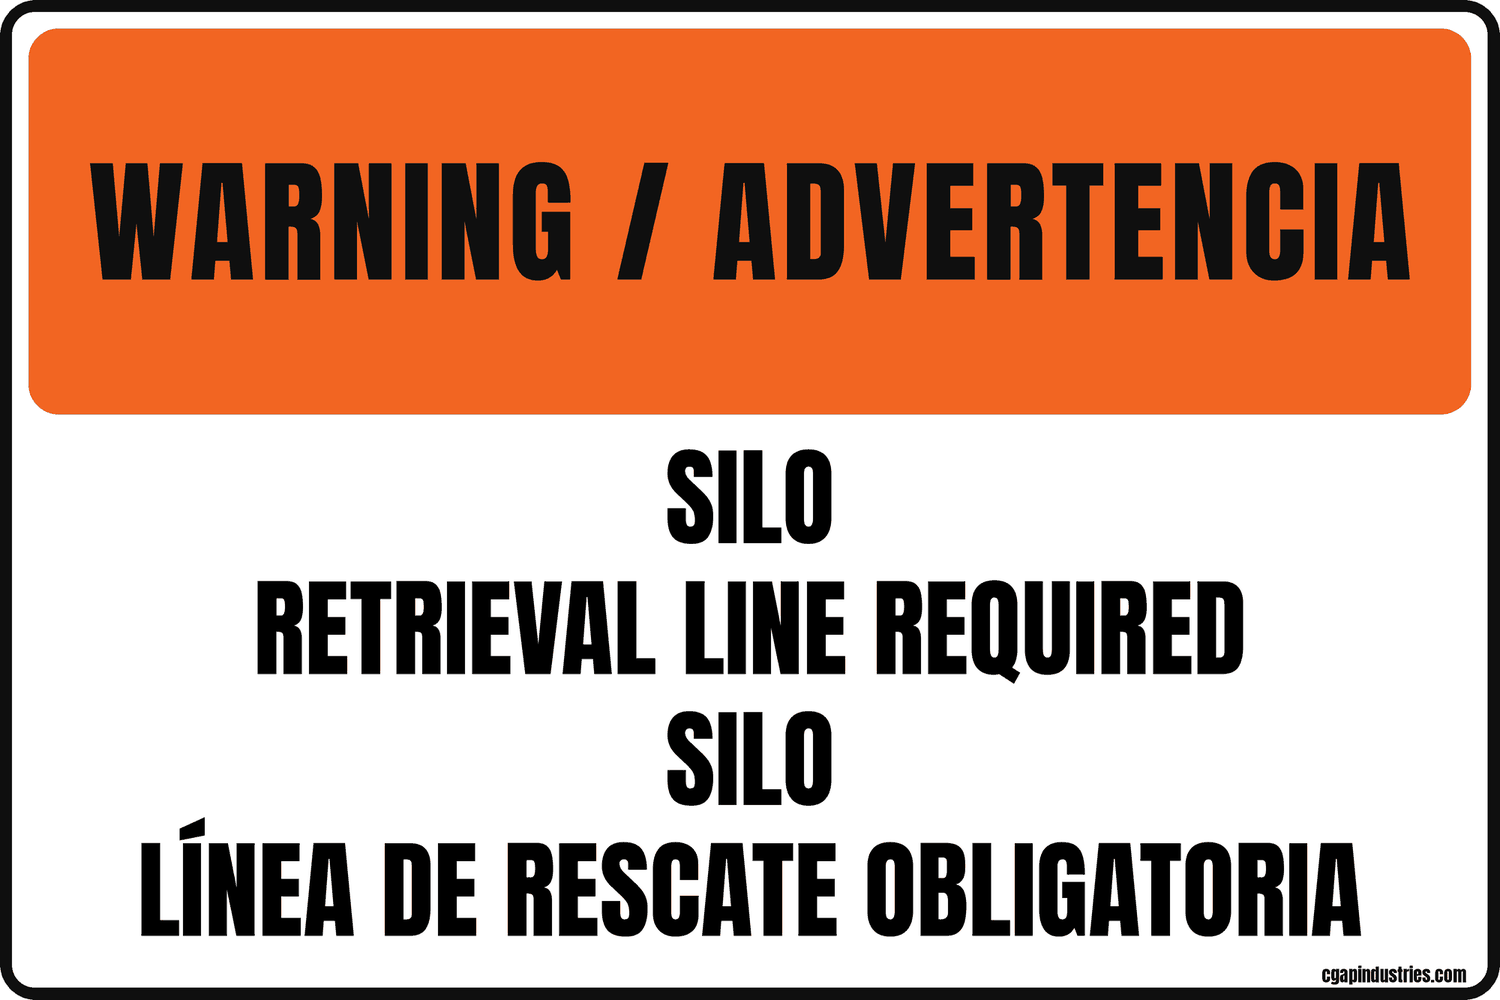 WARNING / ADVERTENCIA
SILO
RETRIEVAL LINE REQUIRED
SILO
LÍNEA DE RESCATE OBLIGATORIA
cgapindustries.com